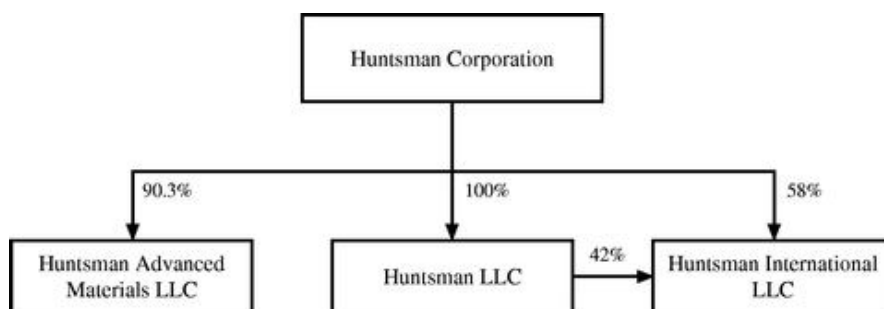 Huntsman Corporation
90.3%
100%
58%
Huntsman Advanced
Materials LLC
Huntsman LLC
42%
Huntsman International
LLC